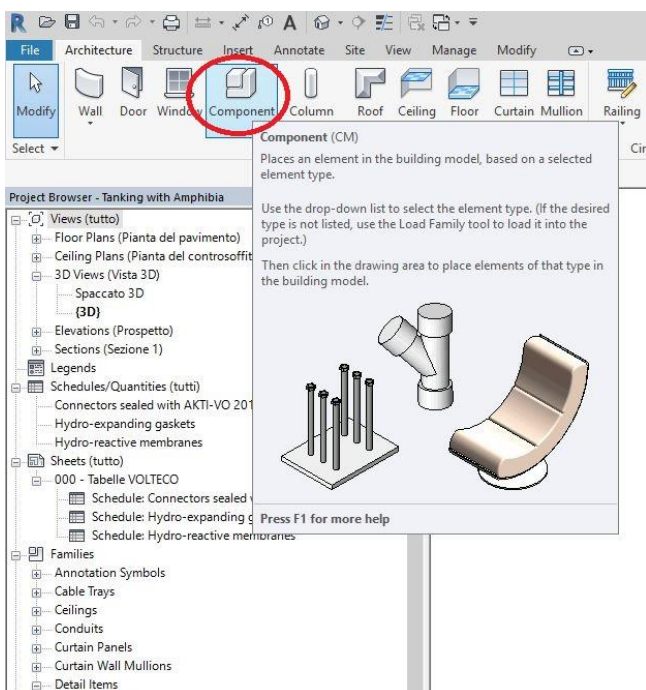 R A
File Architecture Structure Insert Annotate Site View Manage Modify
Modify Wall Door Window Component Column Roof Ceiling Floor Curtain Mullion Railing
Select
Cir
Component (CM)
Places an element in the building model, based on a selected
element type.
Use the drop-down list to select the element type. (If the desired
type is not listed, use the Load Family tool to load it into the
project.)
Then click in the drawing area to place elements of that type in
the building model.
Press F1 for more help
Project Browser - Tanking with Amphibia
Views (tutto)
Floor Plans (Pianta del pavimento)
Ceiling Plans (Pianta del controsoffit
3D Views (Vista 3D)
Spaccato 3D
{3D}
Elevations (Prospetto)
Sections (Sezione 1)
Legends
Schedules/Quantities (tutti)
Connectors sealed with AKTI-VO 201
Hydro-expanding gaskets
Hydro-reactive membranes
Sheets (tutto)
000 - Tabelle VOLTECO
Schedule: Connectors sealed
Schedule: Hydro-expanding g
Schedule: Hydro-reactive membranes
Families
Annotation Symbols
Cable Trays
Ceilings
Conduits
Curtain Panels
Curtain Wall Mullions
Detail Items